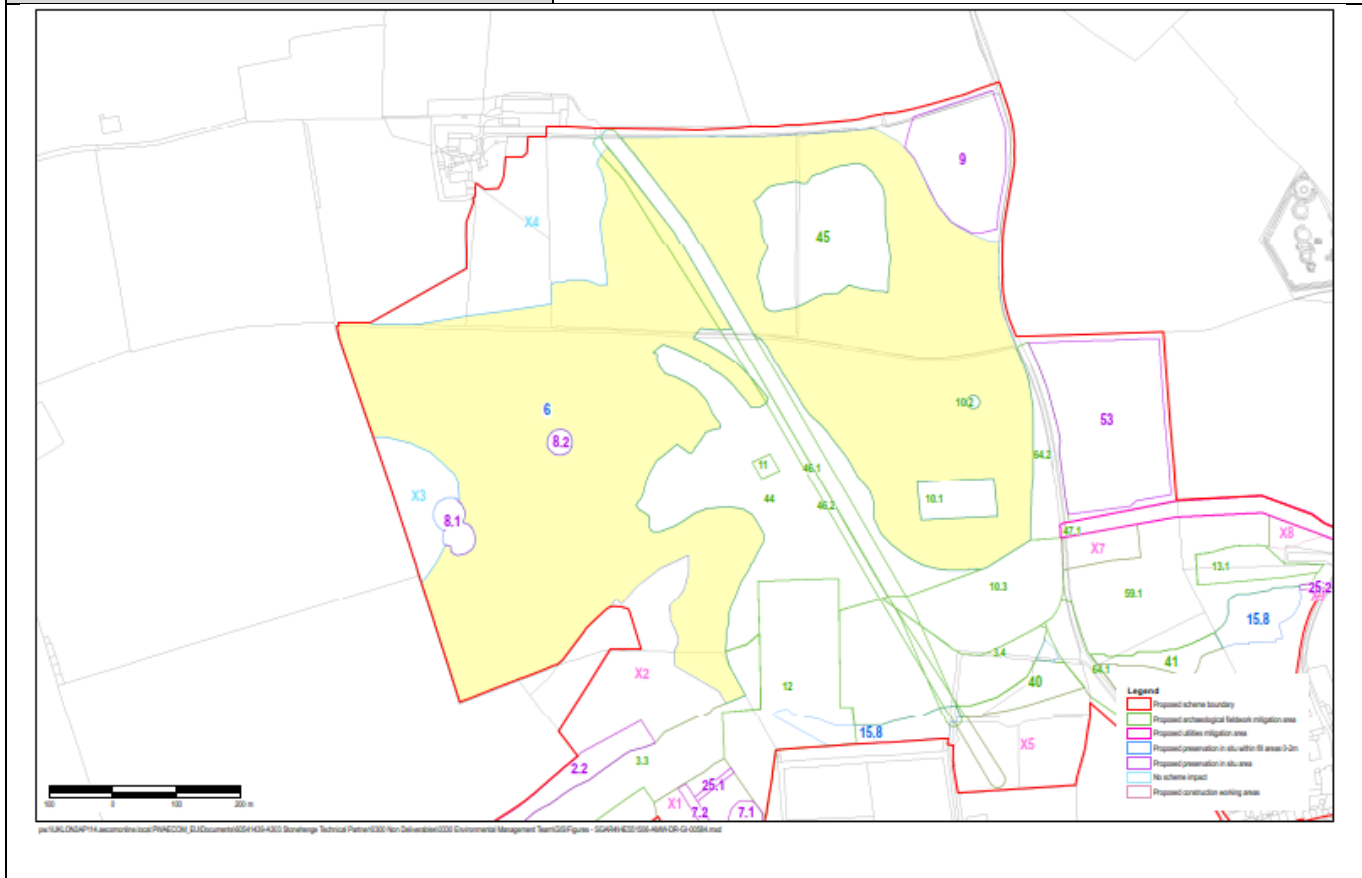 9
X4
45
6
8.2
10.2
53
64.2
11
46.1
44
46.2
10.1
X3
8.1
47.1
X7
X8
10.3
13.1
59.1
25.2
15.8
3.4
41
64.1
X2
12
40
15.8
X5
2.2
3.3
25.1
X1
7.2
7.1
Legend
Proposed scheme boundary
Proposed archaeological fieldwork mitigation area
Proposed utilities mitigation area
Proposed preservation in situ within fill areas 0-2m
Proposed preservation in situ area
No scheme impact
Proposed construction working areas
100 0 100 200 m